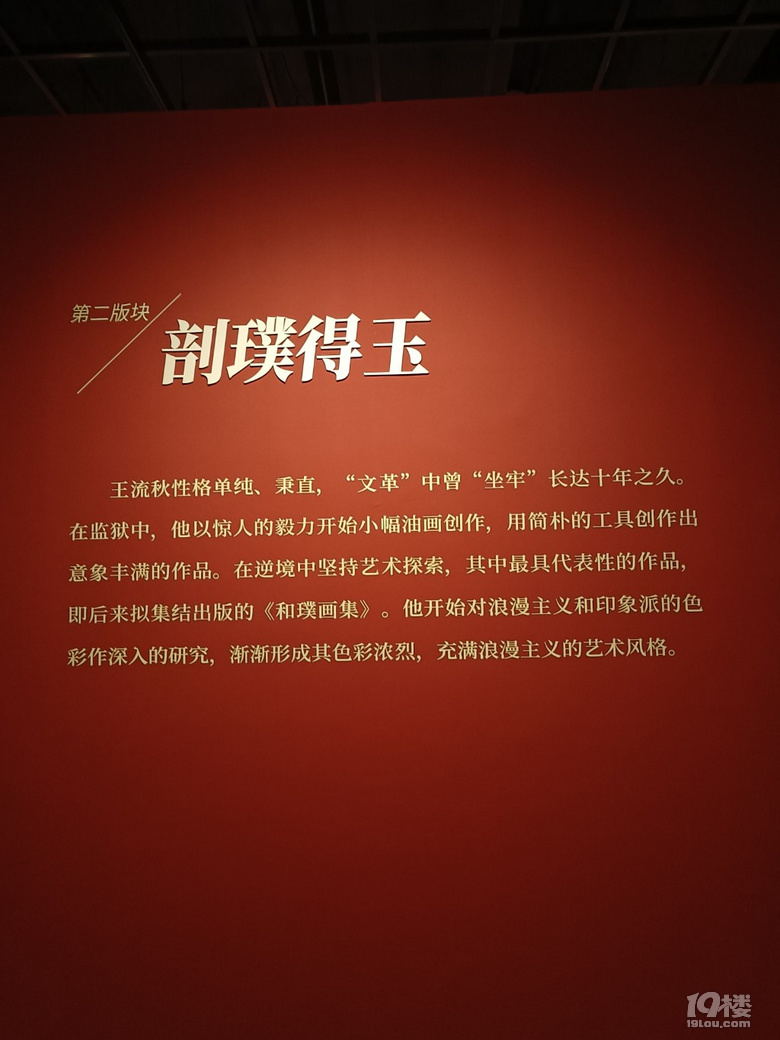 第二版块
剖璞得玉
王流秋性格单纯、秉直，“文革”中曾“坐牢”长达十年之久。
在监狱中，他以惊人的毅力开始小幅油画创作，用简朴的工具创作出
意象丰满的作品。在逆境中坚持艺术探索，其中最具代表性的作品，
即后来拟集结出版的《和璞画集》。他开始对浪漫主义和印象派的色
彩作深入的研究，渐渐形成其色彩浓烈，充满浪漫主义的艺术风格。
19楼
19lou.com